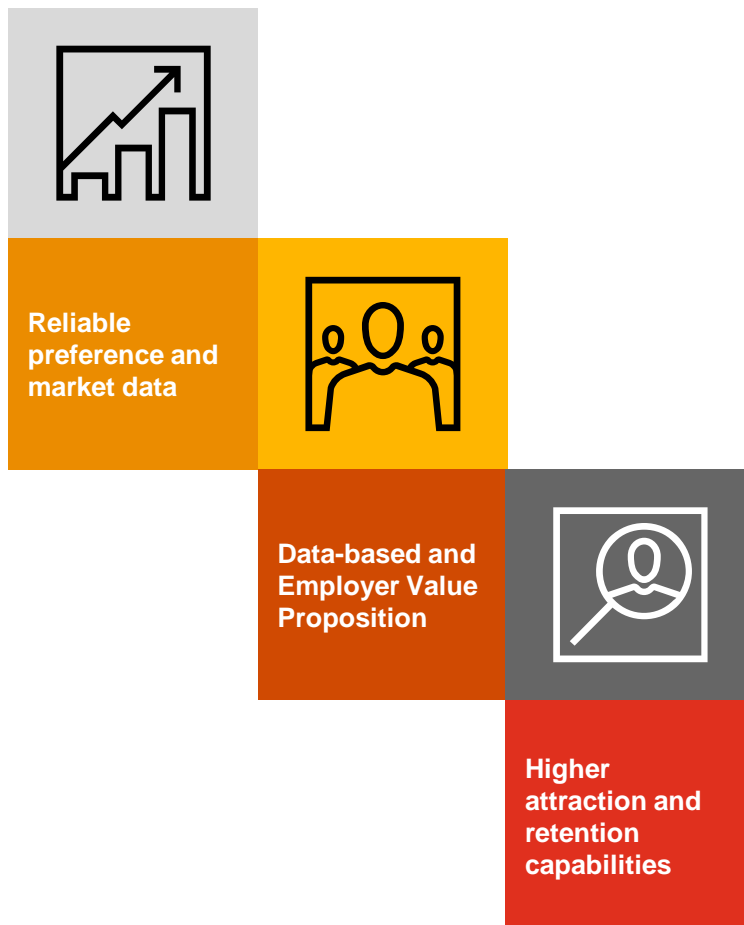 Reliable
preference and
market data
Data-based and
Employer Value
Proposition
Higher
attraction and
retention
capabilities